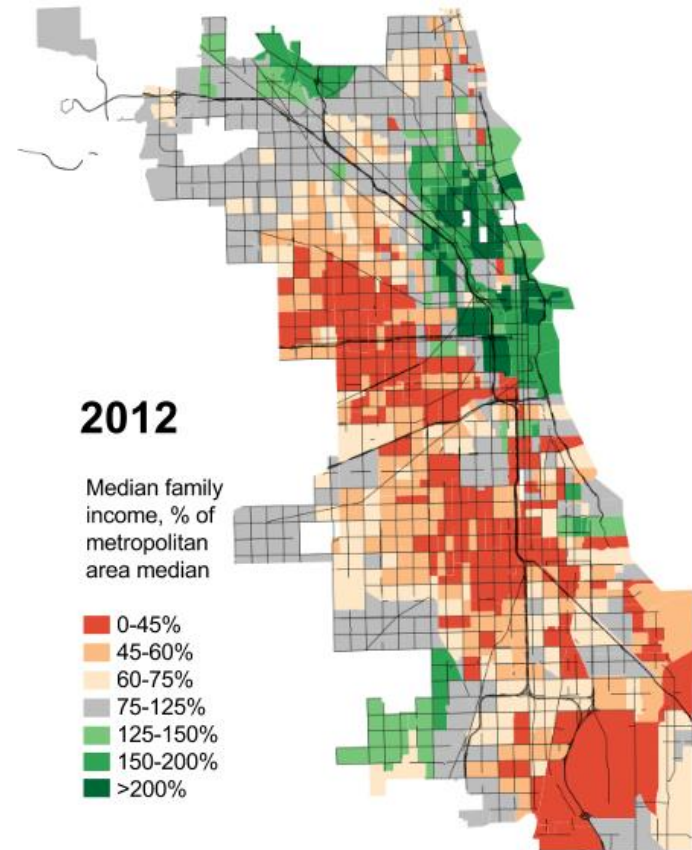 2012
Median family
income, % of
metropolitan
area median
0-45%
45-60%
60-75%
75-125%
125-150%
150-200%
>200%